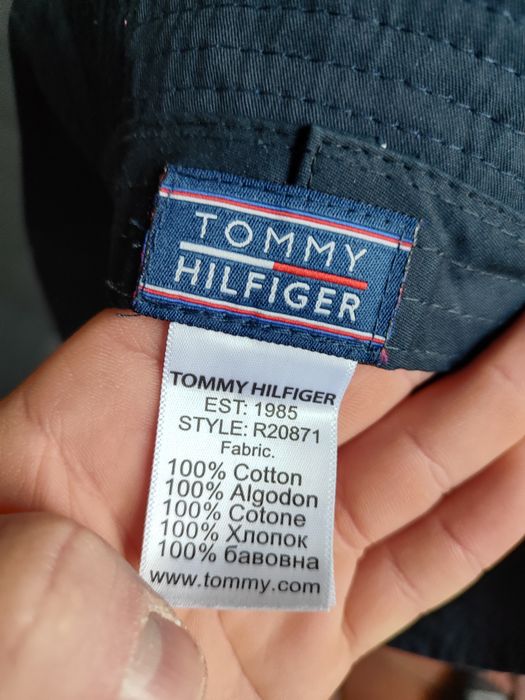 TOMMY
HILFIGER
TOMMY HILFIGER
EST: 1985
STYLE: R20871
Fabric.
100% Cotton
100% Algodon
100% Cotone
100% Хлопок
100% бавовна
www.tommy.com